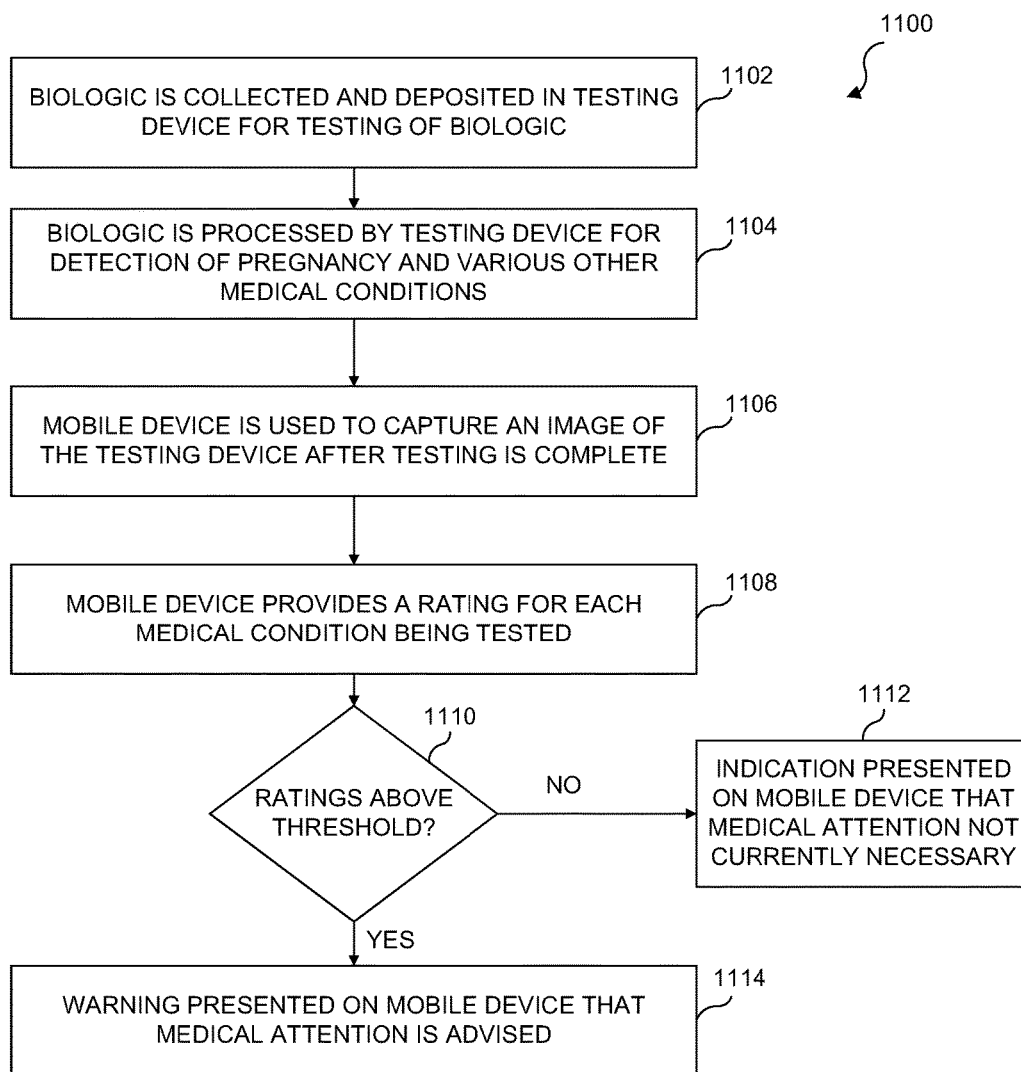 1100
1102
BIOLOGIC IS COLLECTED AND DEPOSITED IN TESTING
DEVICE FOR TESTING OF BIOLOGIC
1104
BIOLOGIC IS PROCESSED BY TESTING DEVICE FOR
DETECTION OF PREGNANCY AND VARIOUS OTHER
MEDICAL CONDITIONS
1106
MOBILE DEVICE IS USED TO CAPTURE AN IMAGE OF
THE TESTING DEVICE AFTER TESTING IS COMPLETE
1108
MOBILE DEVICE PROVIDES A RATING FOR EACH
MEDICAL CONDITION BEING TESTED
1110
RATINGS ABOVE
THRESHOLD?
NO
1112
INDICATION PRESENTED
ON MOBILE DEVICE THAT
MEDICAL ATTENTION NOT
CURRENTLY NECESSARY
YES
1114
WARNING PRESENTED ON MOBILE DEVICE THAT
MEDICAL ATTENTION IS ADVISED